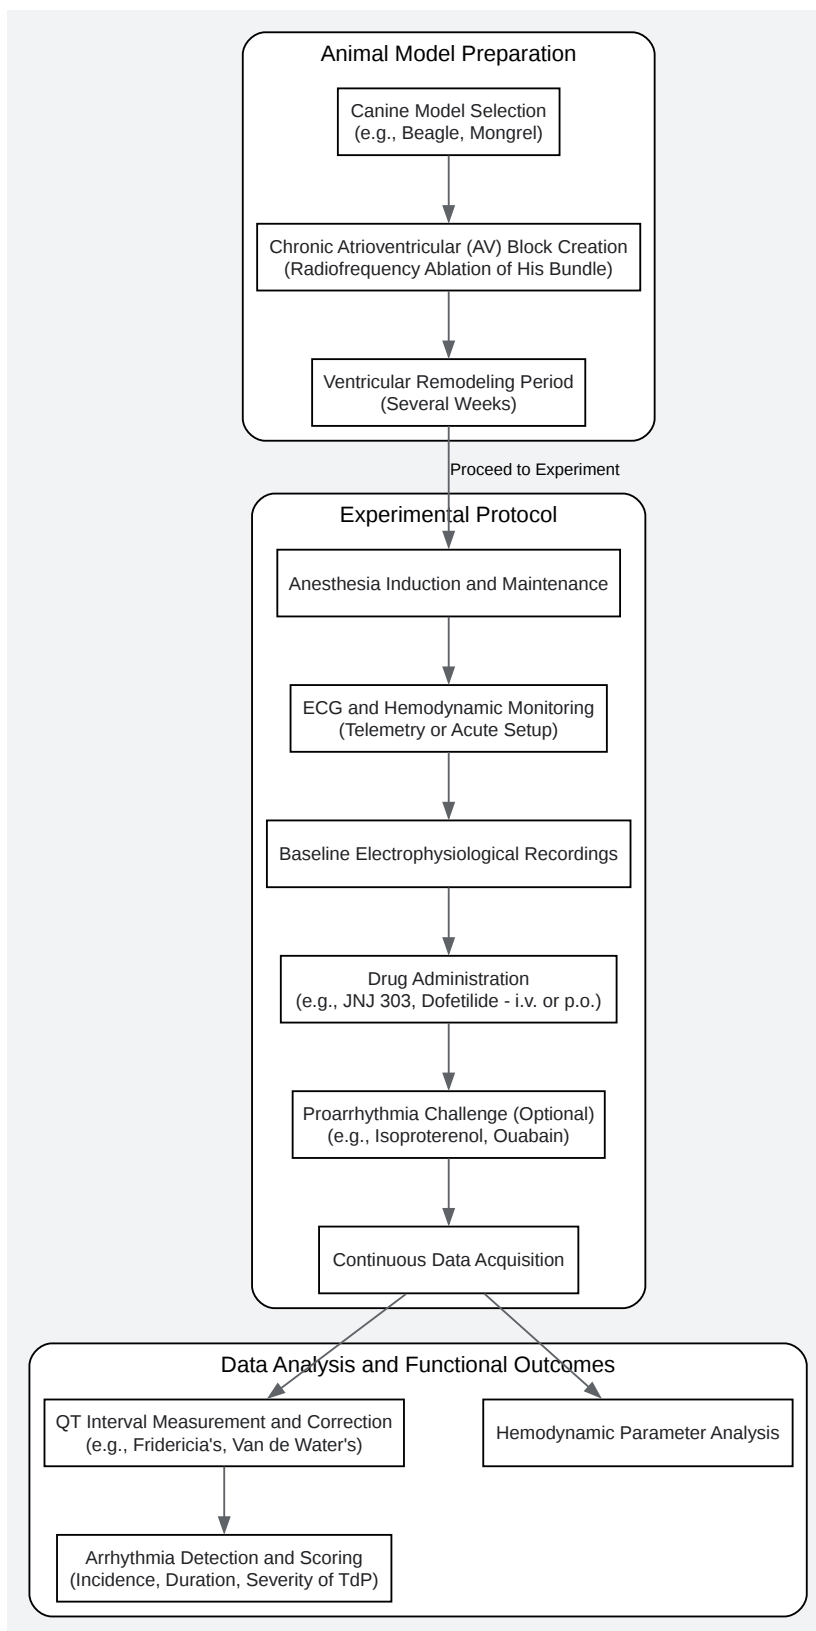 Animal Model Preparation
Canine Model Selection
(e.g., Beagle, Mongrel)
Chronic Atrioventricular (AV) Block Creation
(Radiofrequency Ablation of His Bundle)
Ventricular Remodeling Period
(Several Weeks)
Proceed to Experiment
Experimental Protocol
Anesthesia Induction and Maintenance
ECG and Hemodynamic Monitoring
(Telemetry or Acute Setup)
Baseline Electrophysiological Recordings
Drug Administration
(e.g., JNJ 303, Dofetilide - i.v. or p.o.)
Proarrhythmia Challenge (Optional)
(e.g., Isoproterenol, Ouabain)
Continuous Data Acquisition
Data Analysis and Functional Outcomes
QT Interval Measurement and Correction
(e.g., Fridericia's, Van de Water's)
Hemodynamic Parameter Analysis
Arrhythmia Detection and Scoring
(Incidence, Duration, Severity of TdP)